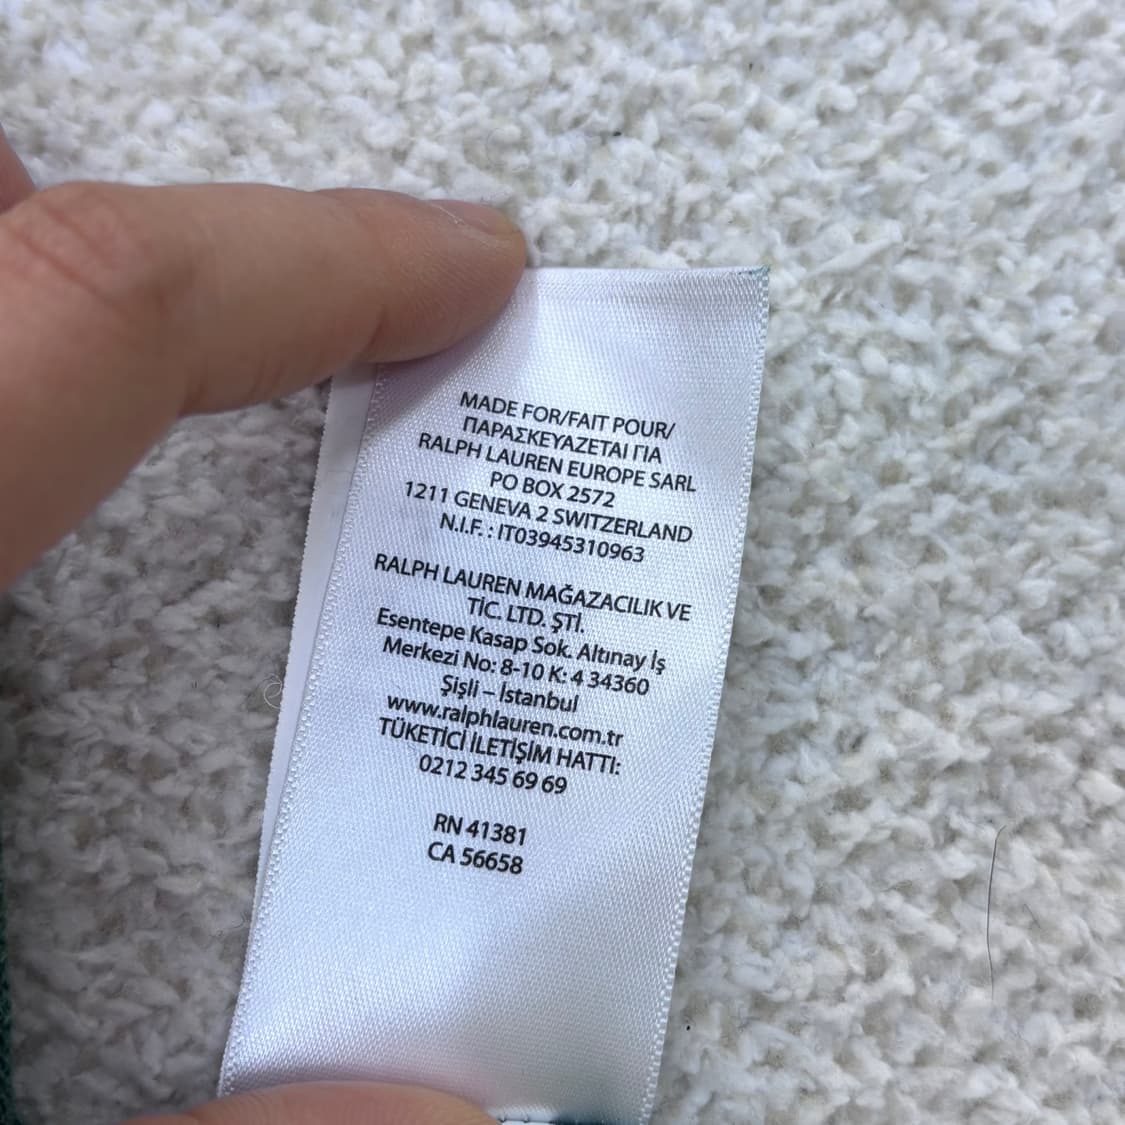 MADE FOR/FAIT POUR/
ΠΑΡΑΣΚΕΥΑΖΕΤΑΙ ΓΙΑ
RALPH LAUREN EUROPE SARL
PO BOX 2572
1211 GENEVA 2 SWITZERLAND
N.I.F. : IT03945310963
RALPH LAUREN MAĞAZACILIK VE
TİC. LTD. ŞTİ.
Esentepe Kasap Sok. Altınay İş
Merkezi No: 8-10 K: 4 34360
Şişli – İstanbul
www.ralphlauren.com.tr
TÜKETİCİ İLETİŞİM HATTI:
0212 345 69 69
RN 41381
CA 56658